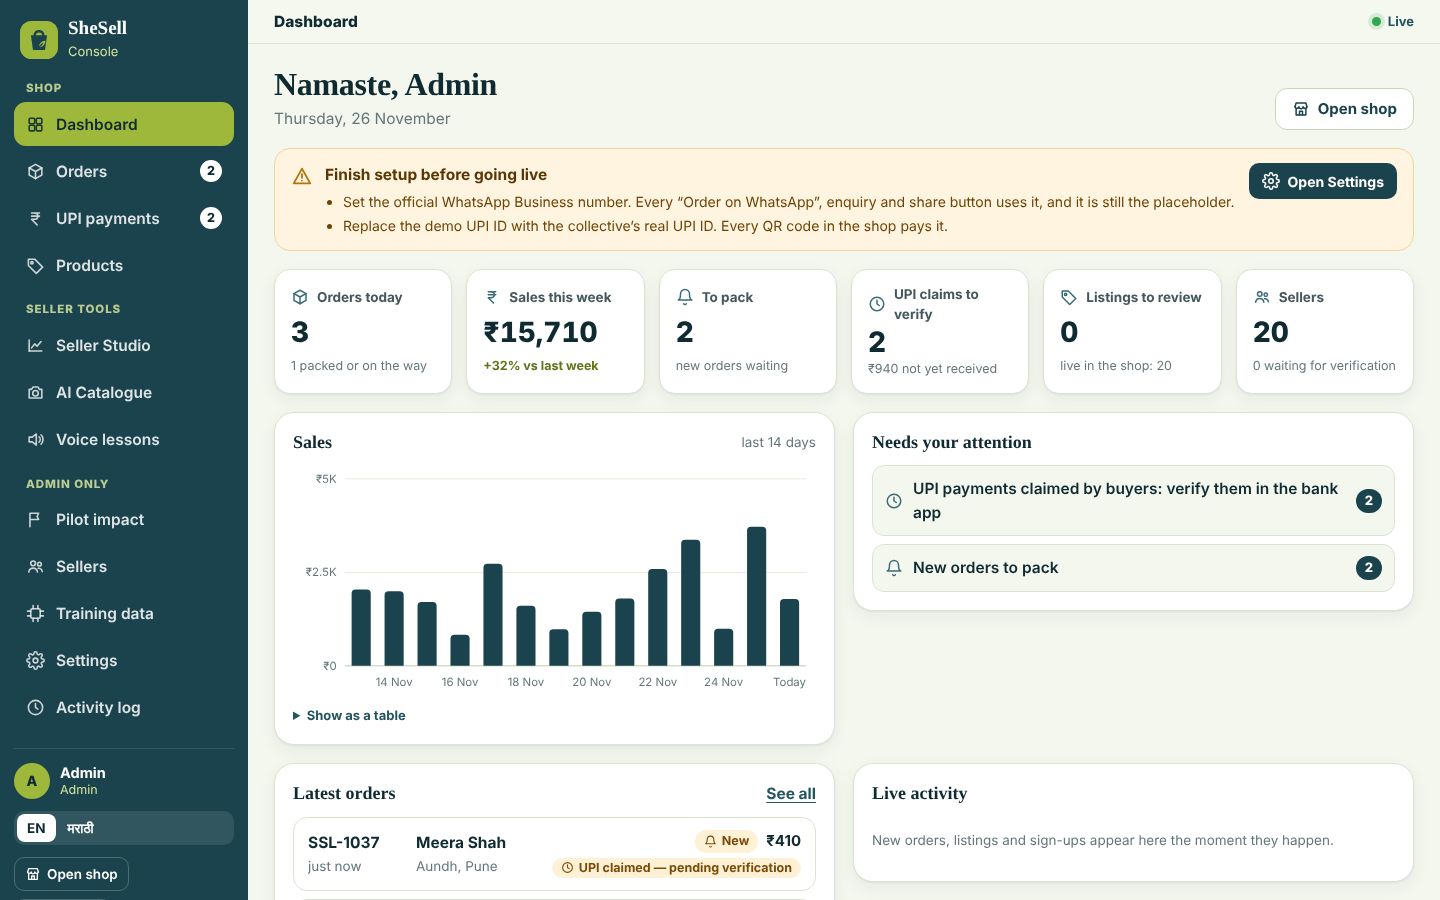 SheSell
Console
SHOP
Dashboard
Orders 2
UPI payments 2
Products
SELLER TOOLS
Seller Studio
AI Catalogue
Voice lessons
ADMIN ONLY
Pilot impact
Sellers
Training data
Settings
Activity log
A
Admin
Admin
EN मराठी
Open shop
Dashboard
Live
Namaste, Admin
Thursday, 26 November
Open shop
Finish setup before going live
Set the official WhatsApp Business number. Every “Order on WhatsApp”, enquiry and share button uses it, and it is still the placeholder.
Replace the demo UPI ID with the collective’s real UPI ID. Every QR code in the shop pays it.
Open Settings
Orders today
3
1 packed or on the way
Sales this week
₹15,710
+32% vs last week
To pack
2
new orders waiting
UPI claims to
verify
2
₹940 not yet received
Listings to review
0
live in the shop: 20
Sellers
20
0 waiting for verification
Sales last 14 days
₹5K
₹2.5K
₹0
14 Nov 16 Nov 18 Nov 20 Nov 22 Nov 24 Nov Today
Show as a table
Needs your attention
UPI payments claimed by buyers: verify them in the bank
app
2
New orders to pack 2
Latest orders See all
SSL-1037 Meera Shah New ₹410
just now Aundh, Pune UPI claimed — pending verification
Live activity
New orders, listings and sign-ups appear here the moment they happen.